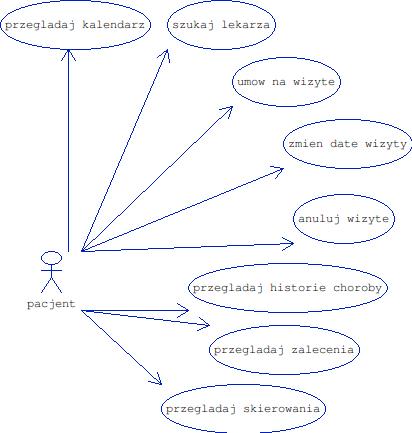 przegladaj kalendarz
szukaj lekarza
umow na wizyte
zmien date wizyty
anuluj wizyte
pacjent
przegladaj historie choroby
przegladaj zalecenia
przegladaj skierowania